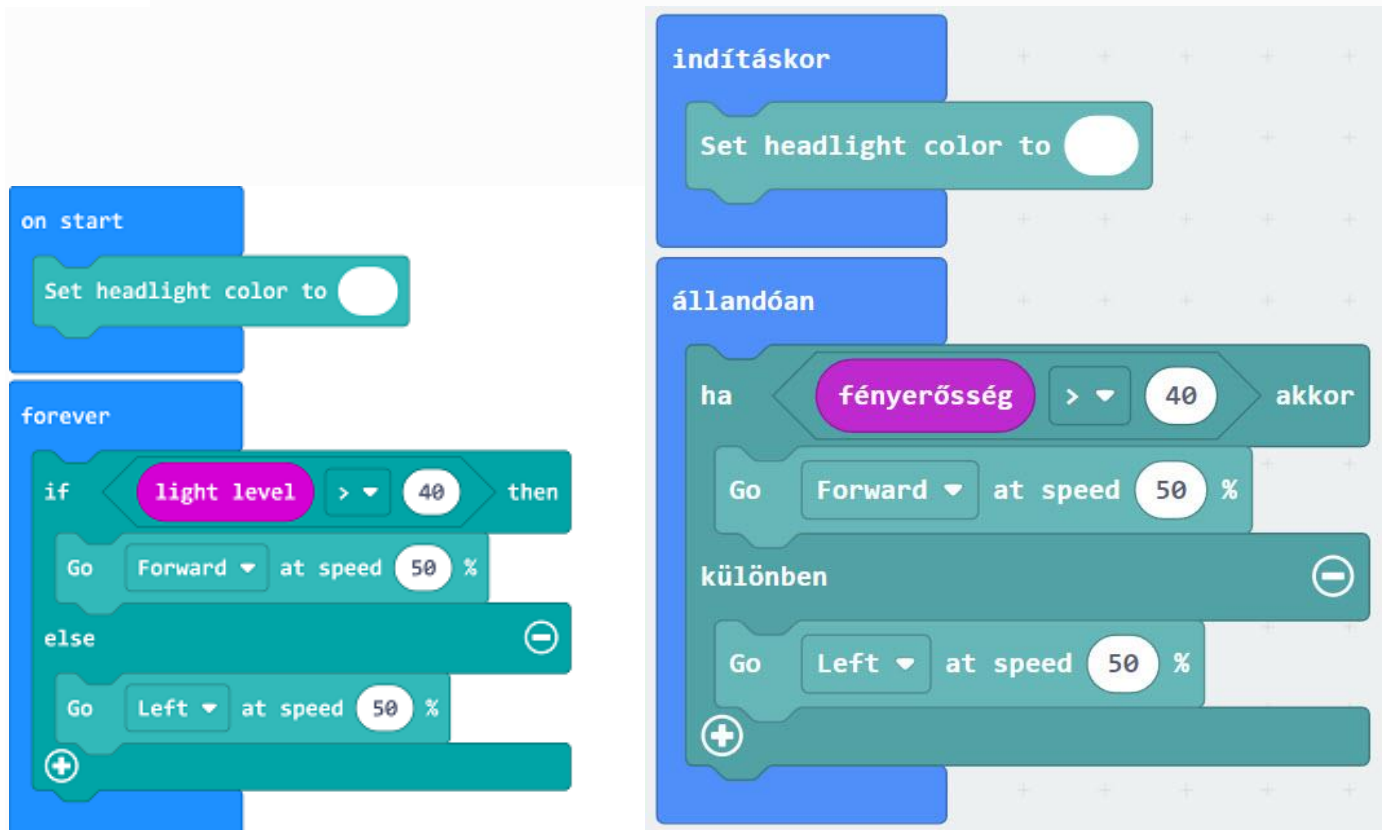 on start
Set headlight color to
forever
if light level > 40 then
Go Forward at speed 50 %
else
Go Left at speed 50 %
indításkor
Set headlight color to
állandóan
ha fényerősség > 40 akkor
Go Forward at speed 50 %
különben
Go Left at speed 50 %